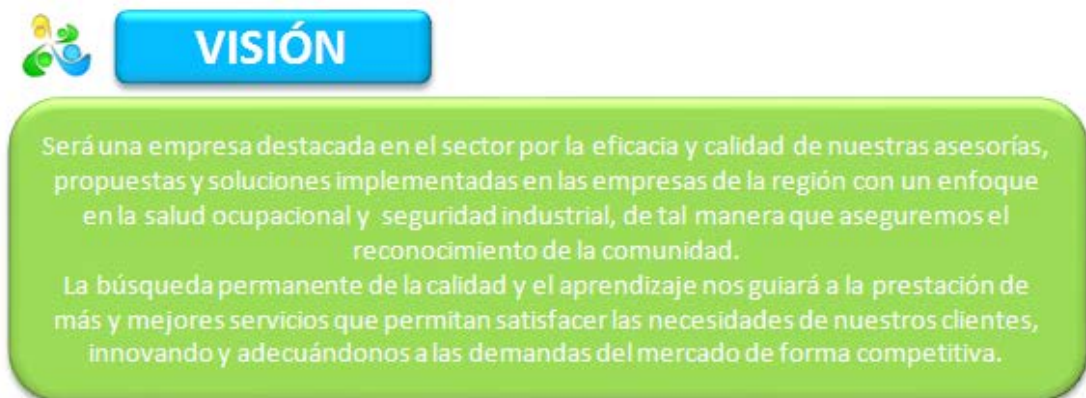 VISIÓN
Será una empresa destacada en el sector por la eficacia y calidad de nuestras asesorías,
propuestas y soluciones implementadas en las empresas de la región con un enfoque
en la salud ocupacional y seguridad industrial, de tal manera que aseguremos el
reconocimiento de la comunidad.
La búsqueda permanente de la calidad y el aprendizaje nos guiará a la prestación de
más y mejores servicios que permitan satisfacer las necesidades de nuestros clientes,
innovando y adecuándonos a las demandas del mercado de forma competitiva.